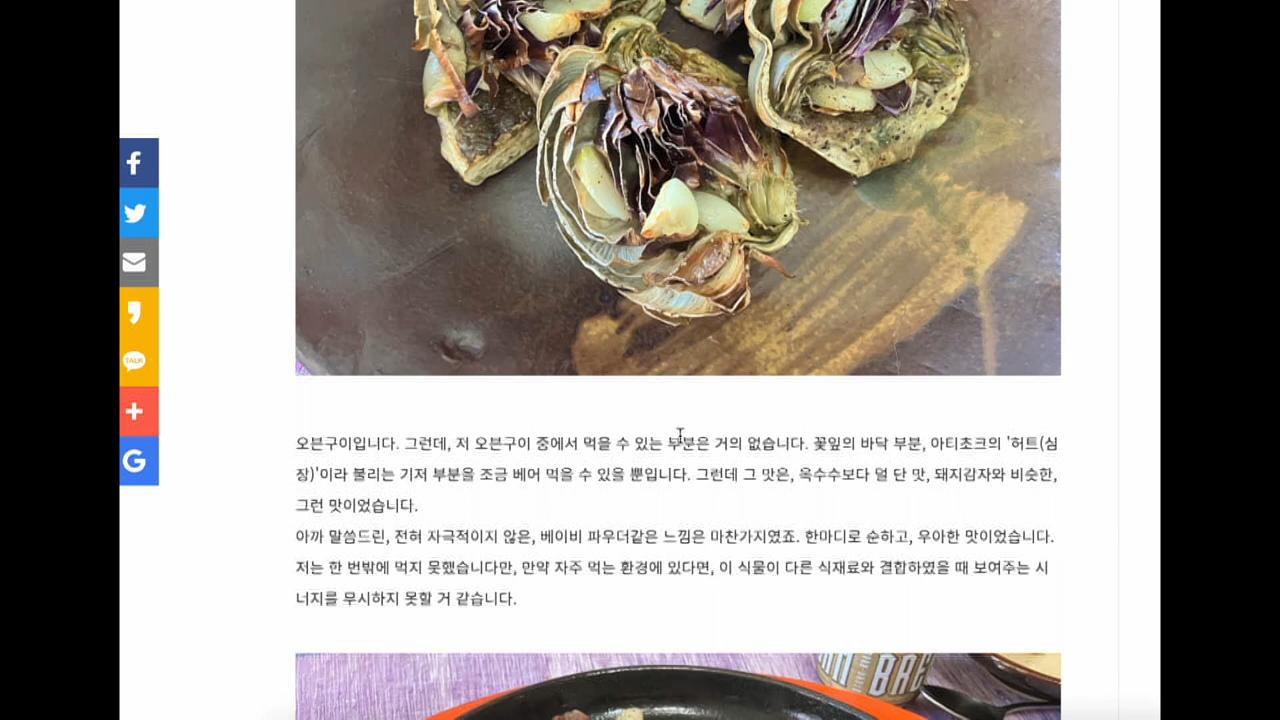 TALK
오븐구이입니다. 그런데, 저 오븐구이 중에서 먹을 수 있는 부분은 거의 없습니다. 꽃잎의 바닥 부분, 아티초크의 '허트(심
장)'이라 불리는 기저 부분을 조금 베어 먹을 수 있을 뿐입니다. 그런데 그 맛은, 옥수수보다 덜 단 맛, 돼지감자와 비슷한,
그런 맛이었습니다.
아까 말씀드린, 전혀 자극적이지 않은, 베이비 파우더같은 느낌은 마찬가지였죠. 한마디로 순하고, 우아한 맛이었습니다.
저는 한 번밖에 먹지 못했습니다만, 만약 자주 먹는 환경에 있다면, 이 식물이 다른 식재료와 결합하였을 때 보여주는 시
너지를 무시하지 못할 거 같습니다.